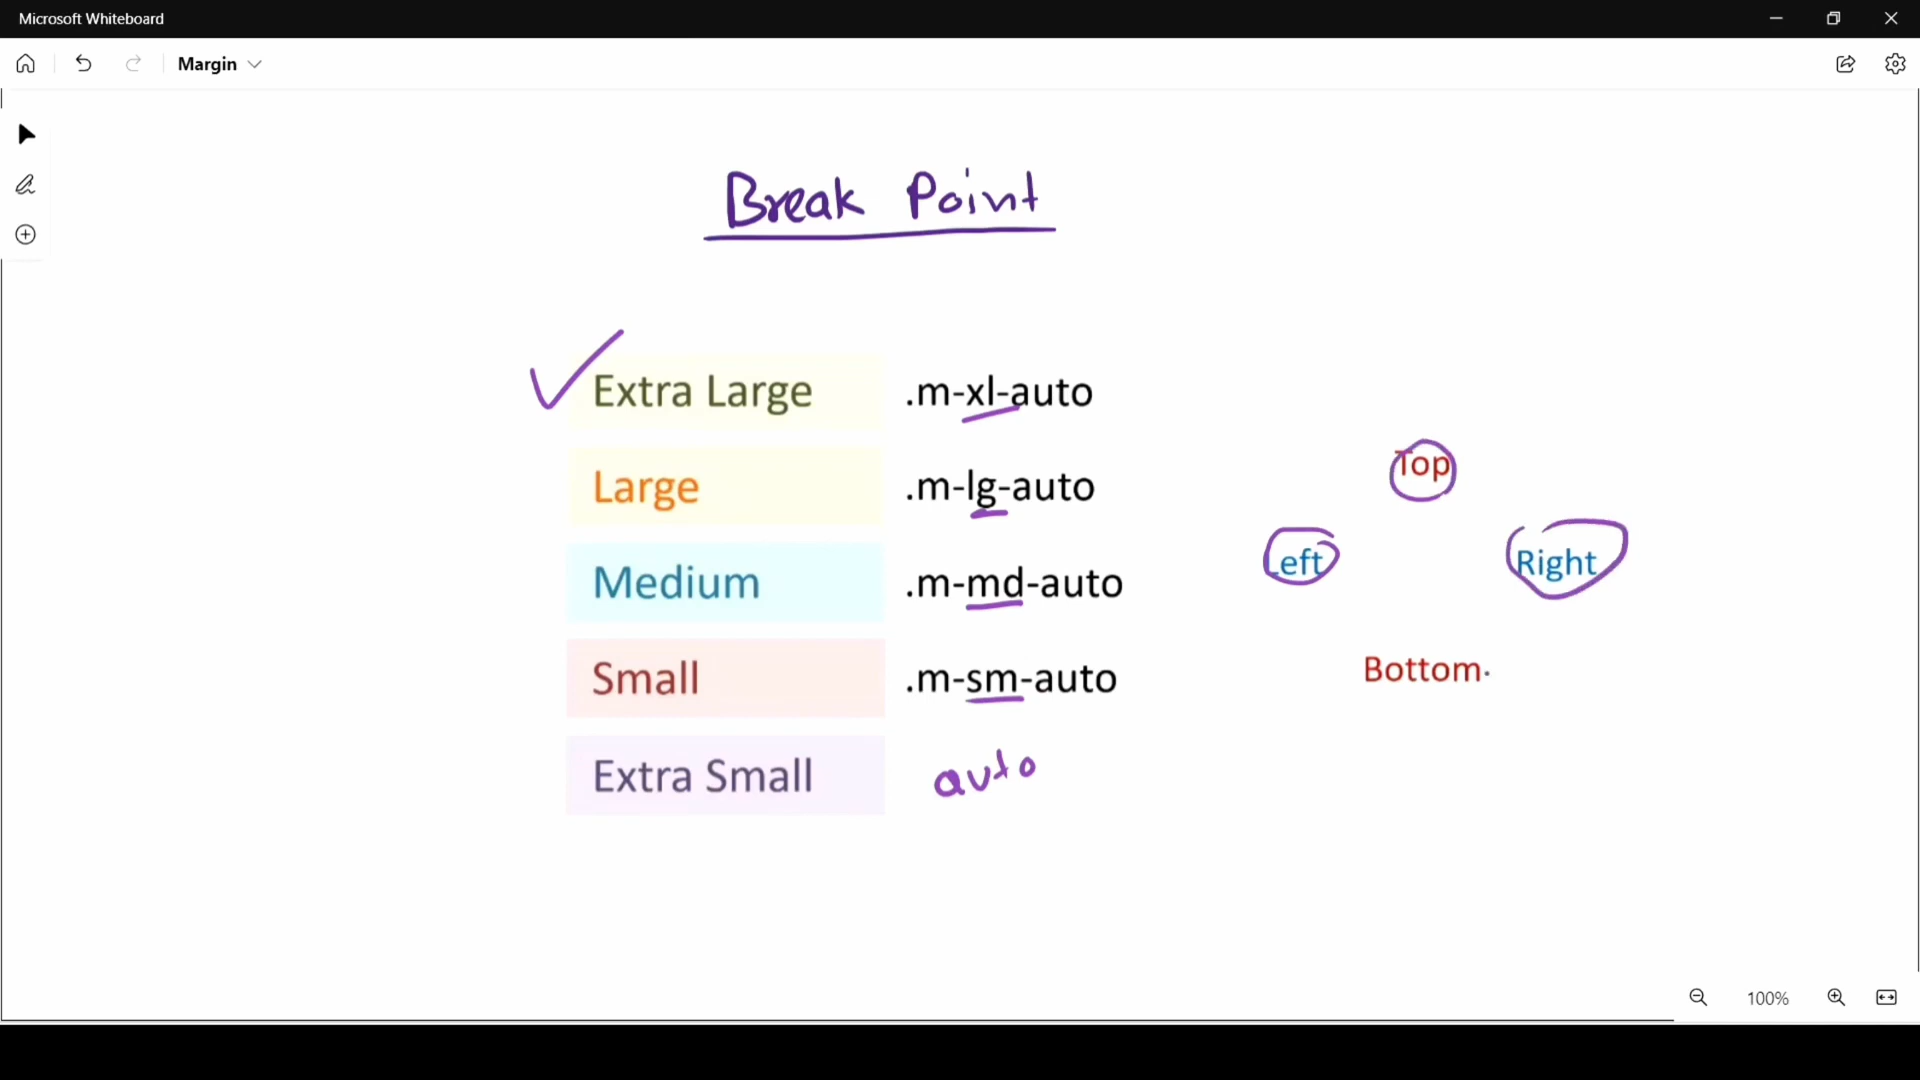 Microsoft Whiteboard
Margin
Break Point
Extra Large .m-xl-auto
Large .m-lg-auto
Medium .m-md-auto
Small .m-sm-auto
Extra Small auto
Top
Left Right
Bottom
100%